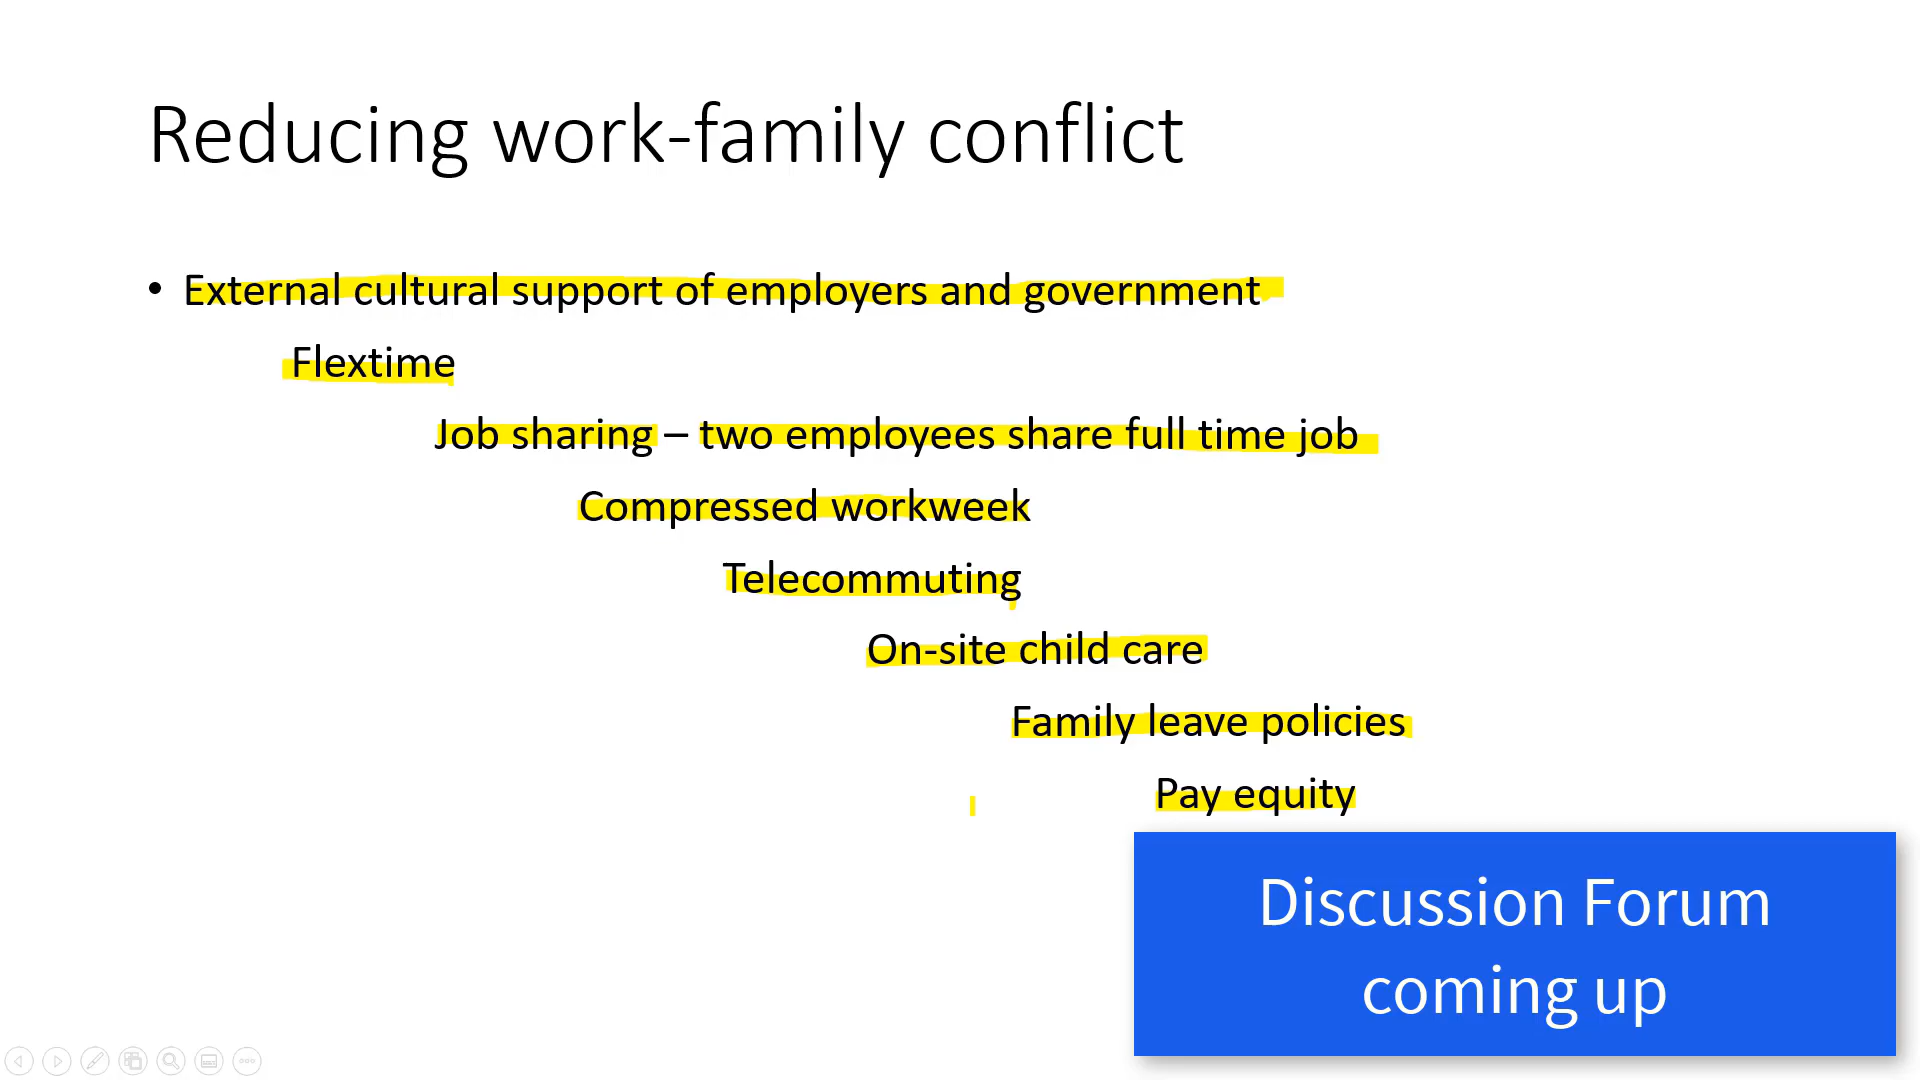 Reducing work-family conflict
• External cultural support of employers and government
Flextime
Job sharing – two employees share full time job
Compressed workweek
Telecommuting
On-site child care
Family leave policies
Pay equity
Discussion Forum
coming up